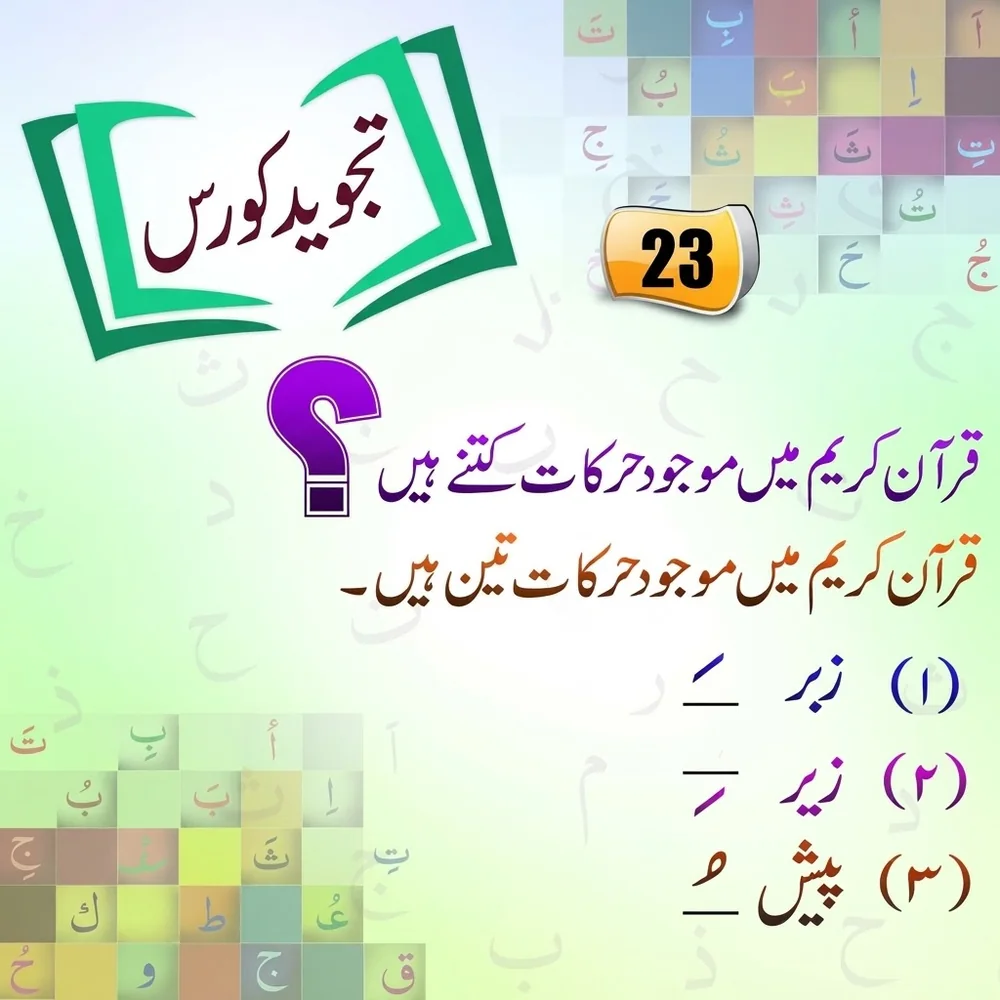 تجوید کورس
23
قرآن کریم میں موجود حرکات کتنے ہیں ؟
قرآن کریم میں موجود حرکات تین ہیں ۔
(۱) زبر ـَ
(۲) زیر ـِ
(۳) پیش ـُ